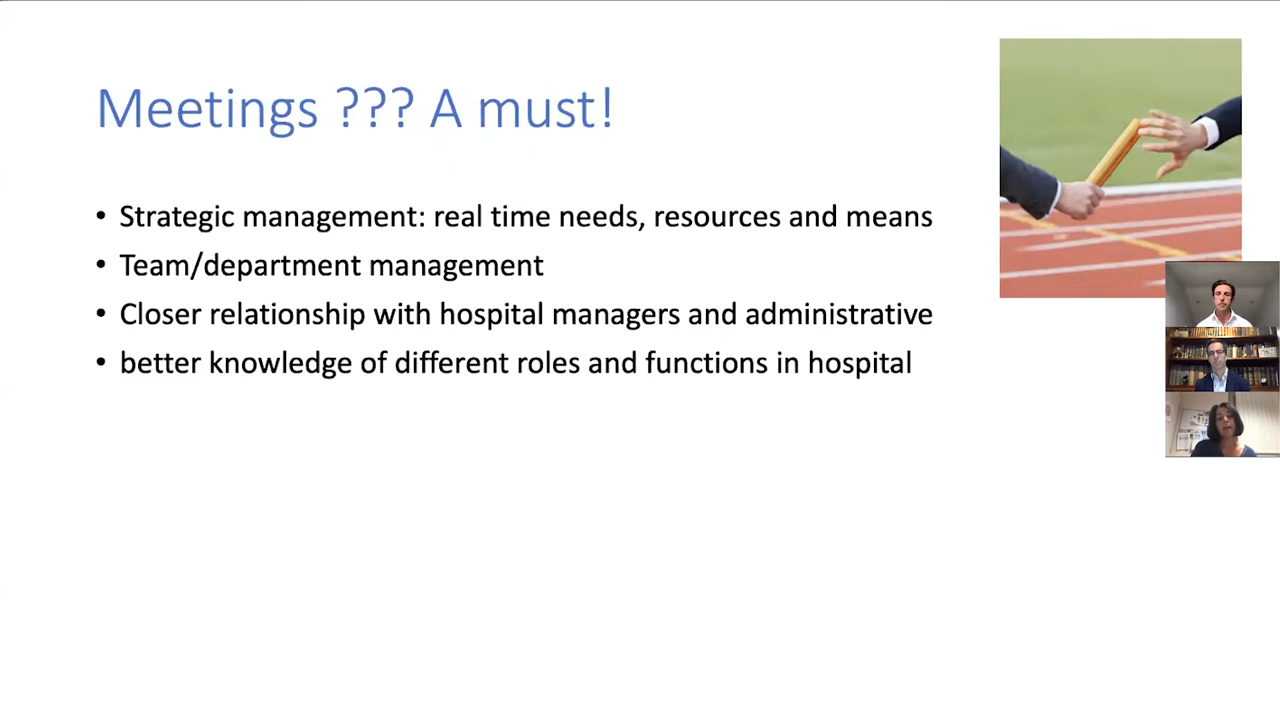 Meetings ??? A must!
• Strategic management: real time needs, resources and means
• Team/department management
• Closer relationship with hospital managers and administrative
• better knowledge of different roles and functions in hospital